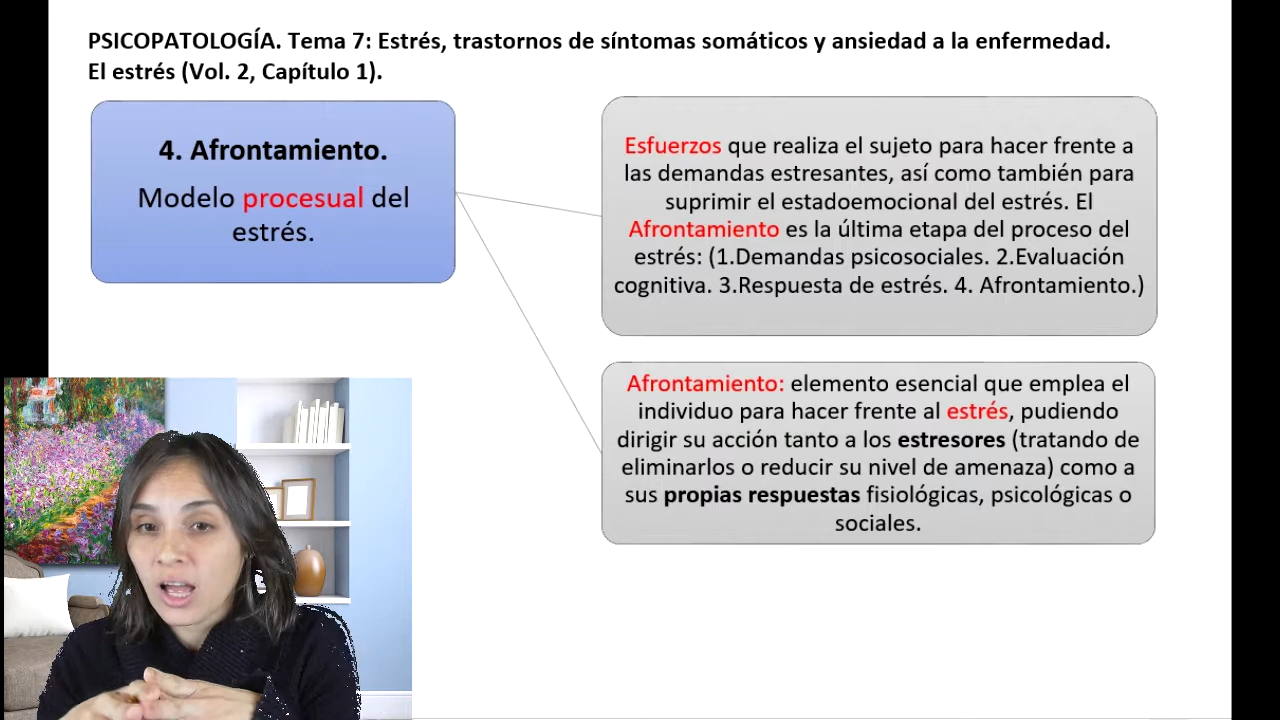 PSICOPATOLOGÍA. Tema 7: Estrés, trastornos de síntomas somáticos y ansiedad a la enfermedad.
El estrés (Vol. 2, Capítulo 1).
4. Afrontamiento.
Modelo procesual del
estrés.
Esfuerzos que realiza el sujeto para hacer frente a
las demandas estresantes, así como también para
suprimir el estadoemocional del estrés. El
Afrontamiento es la última etapa del proceso del
estrés: (1.Demandas psicosociales. 2.Evaluación
cognitiva. 3.Respuesta de estrés. 4. Afrontamiento.)
Afrontamiento: elemento esencial que emplea el
individuo para hacer frente al estrés, pudiendo
dirigir su acción tanto a los estresores (tratando de
eliminarlos o reducir su nivel de amenaza) como a
sus propias respuestas fisiológicas, psicológicas o
sociales.